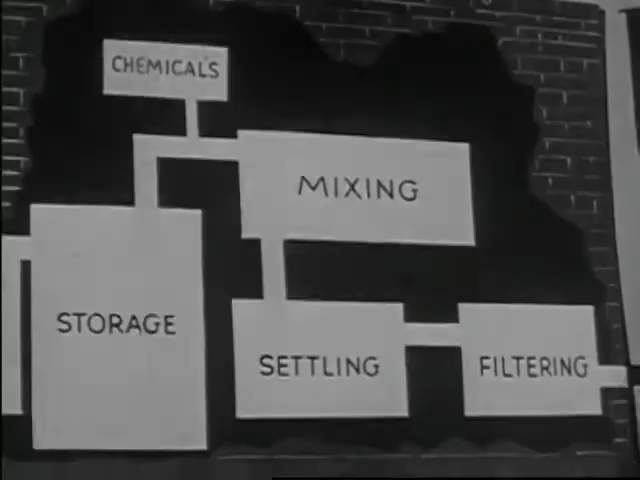 CHEMICALS
MIXING
STORAGE
SETTLING
FILTERING